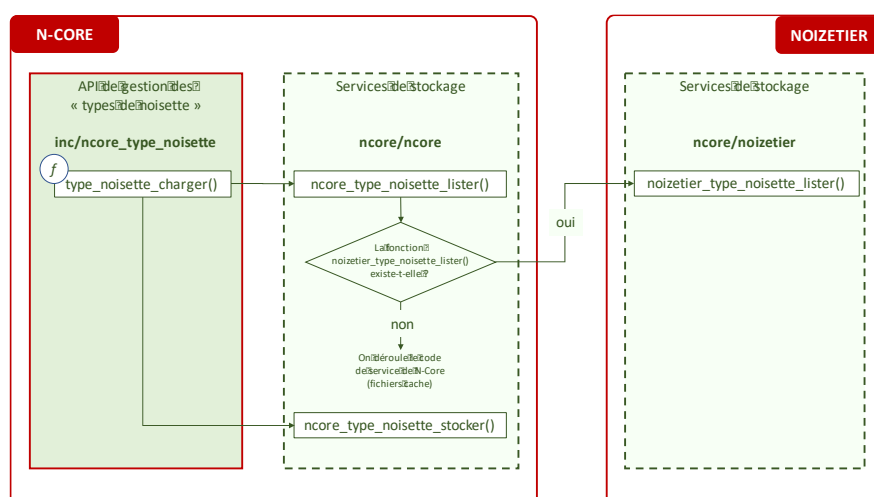 N-CORE
NOIZETIER
API de gestion des
« types de noisette »
inc/ncore_type_noisette
f
type_noisette_charger()
Services de stockage
ncore/ncore
ncore_type_noisette_lister()
La fonction
noizetier_type_noisette_lister()
existe-t-elle ?
oui
non
On déroule le code
de service de N-Core
(fichiers cache)
ncore_type_noisette_stocker()
Services de stockage
ncore/noizetier
noizetier_type_noisette_lister()